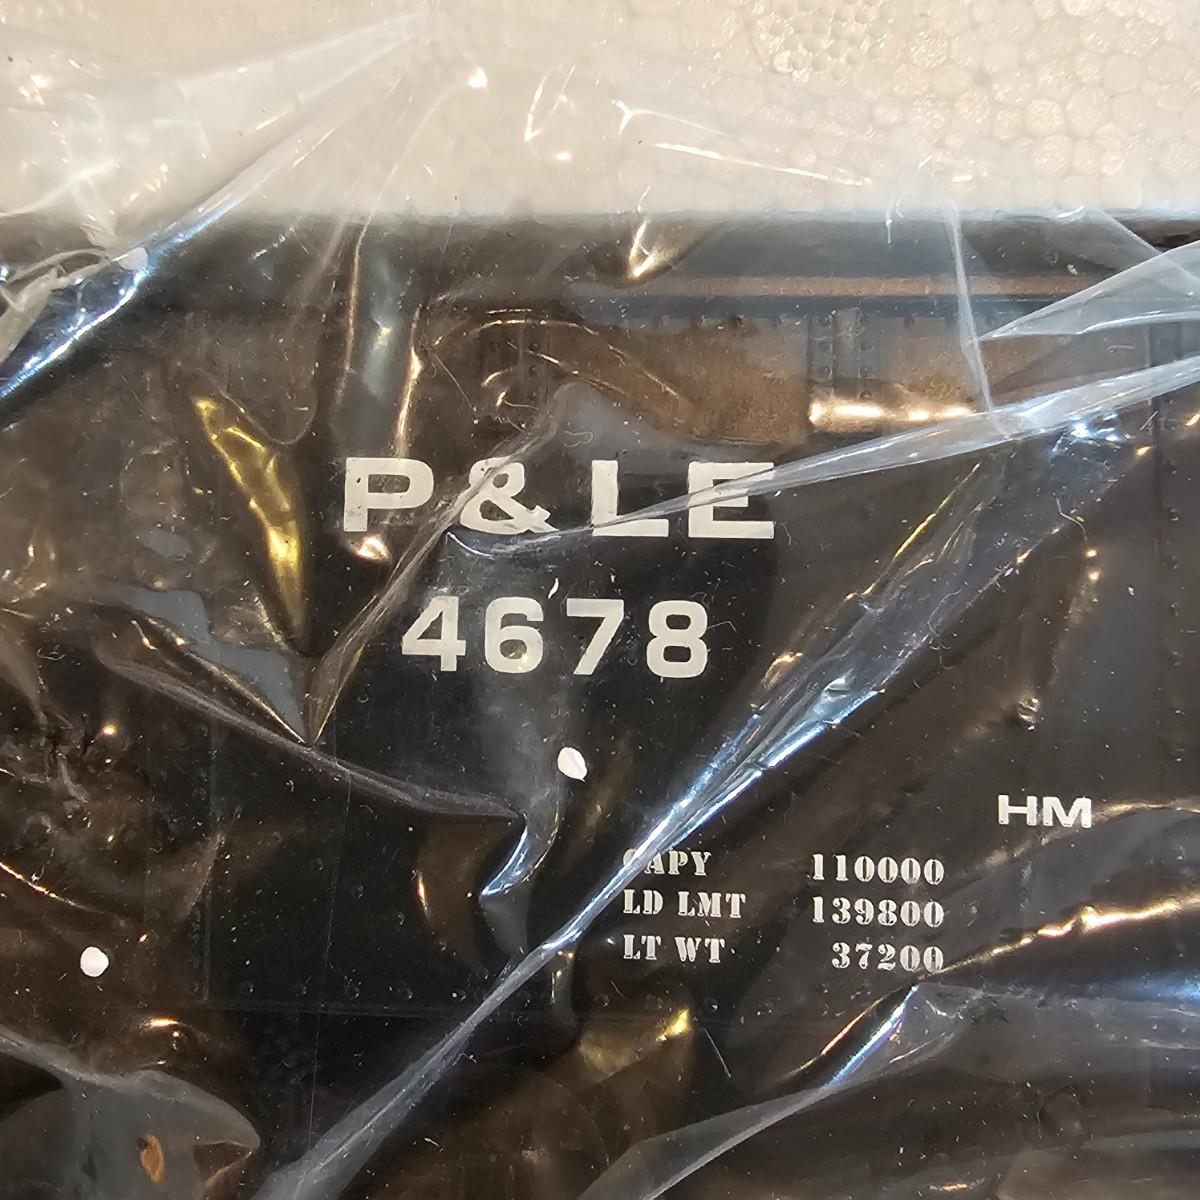 P & LE
4678
HM
CAPY 110000
LD LMT 139800
LT WT 37200